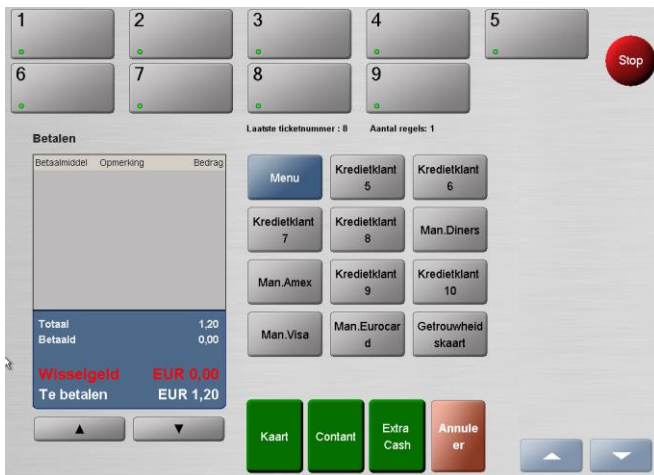 1 2 3 4 5
Stop
6 7 8 9
Laatste ticketnummer : 8 Aantal regels: 1
Betalen
Betaalmiddel Opmerking Bedrag
Menu
Kredietklant
5
Kredietklant
6
Kredietklant
7
Kredietklant
8
Man.Diners
Man.Amex
Kredietklant
9
Kredietklant
10
Totaal 1,20
Betaald 0,00
Wisselgeld EUR 0,00
Te betalen EUR 1,20
Man.Visa
Man.Eurocar
d
Getrouwheid
skaart
Kaart
Contant
Extra
Cash
Annule
er